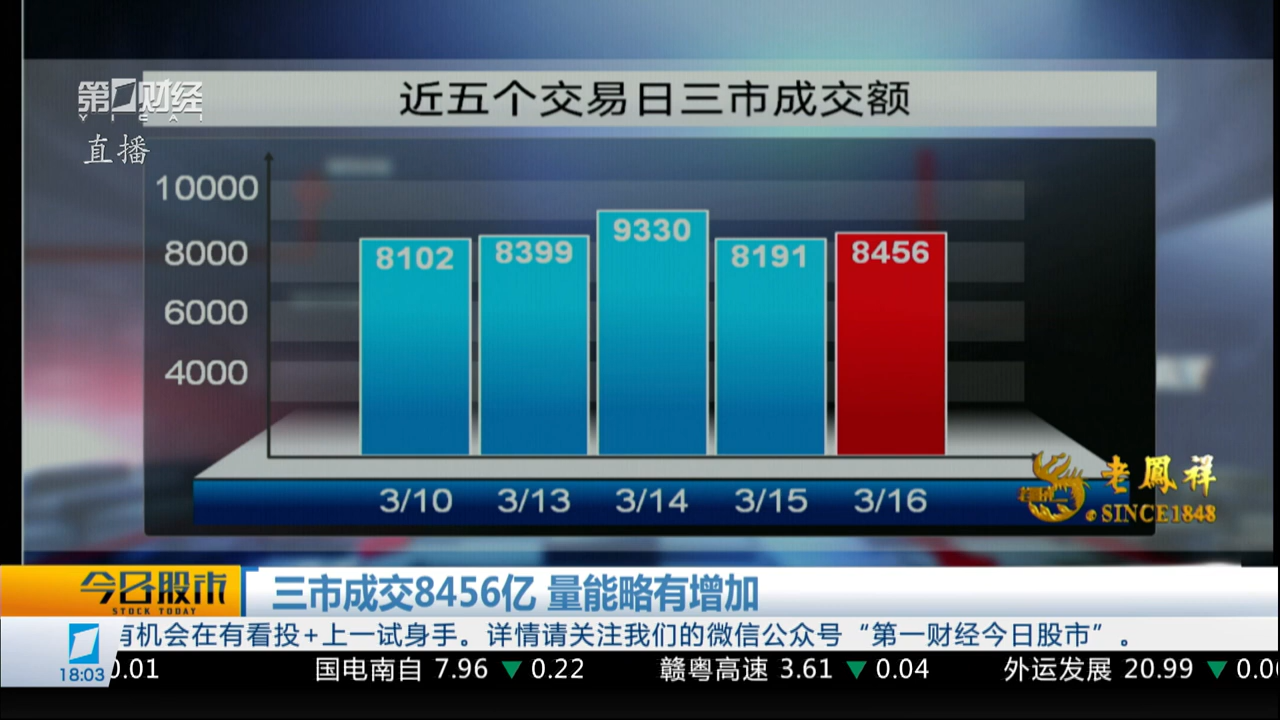 第一财经
YICAI
直播
近五个交易日三市成交额
10000
8000
6000
4000
8102
8399
9330
8191
8456
3/10
3/13
3/14
3/15
3/16
老鳳祥
SINCE1848
今日股市
STOCK TODAY
三市成交8456亿 量能略有增加
有机会在有看投+上一试身手。详情请关注我们的微信公众号“第一财经今日股市”。
18:03
0.01 国电南自 7.96 ▼ 0.22 赣粤高速 3.61 ▼ 0.04 外运发展 20.99 ▼ 0.0